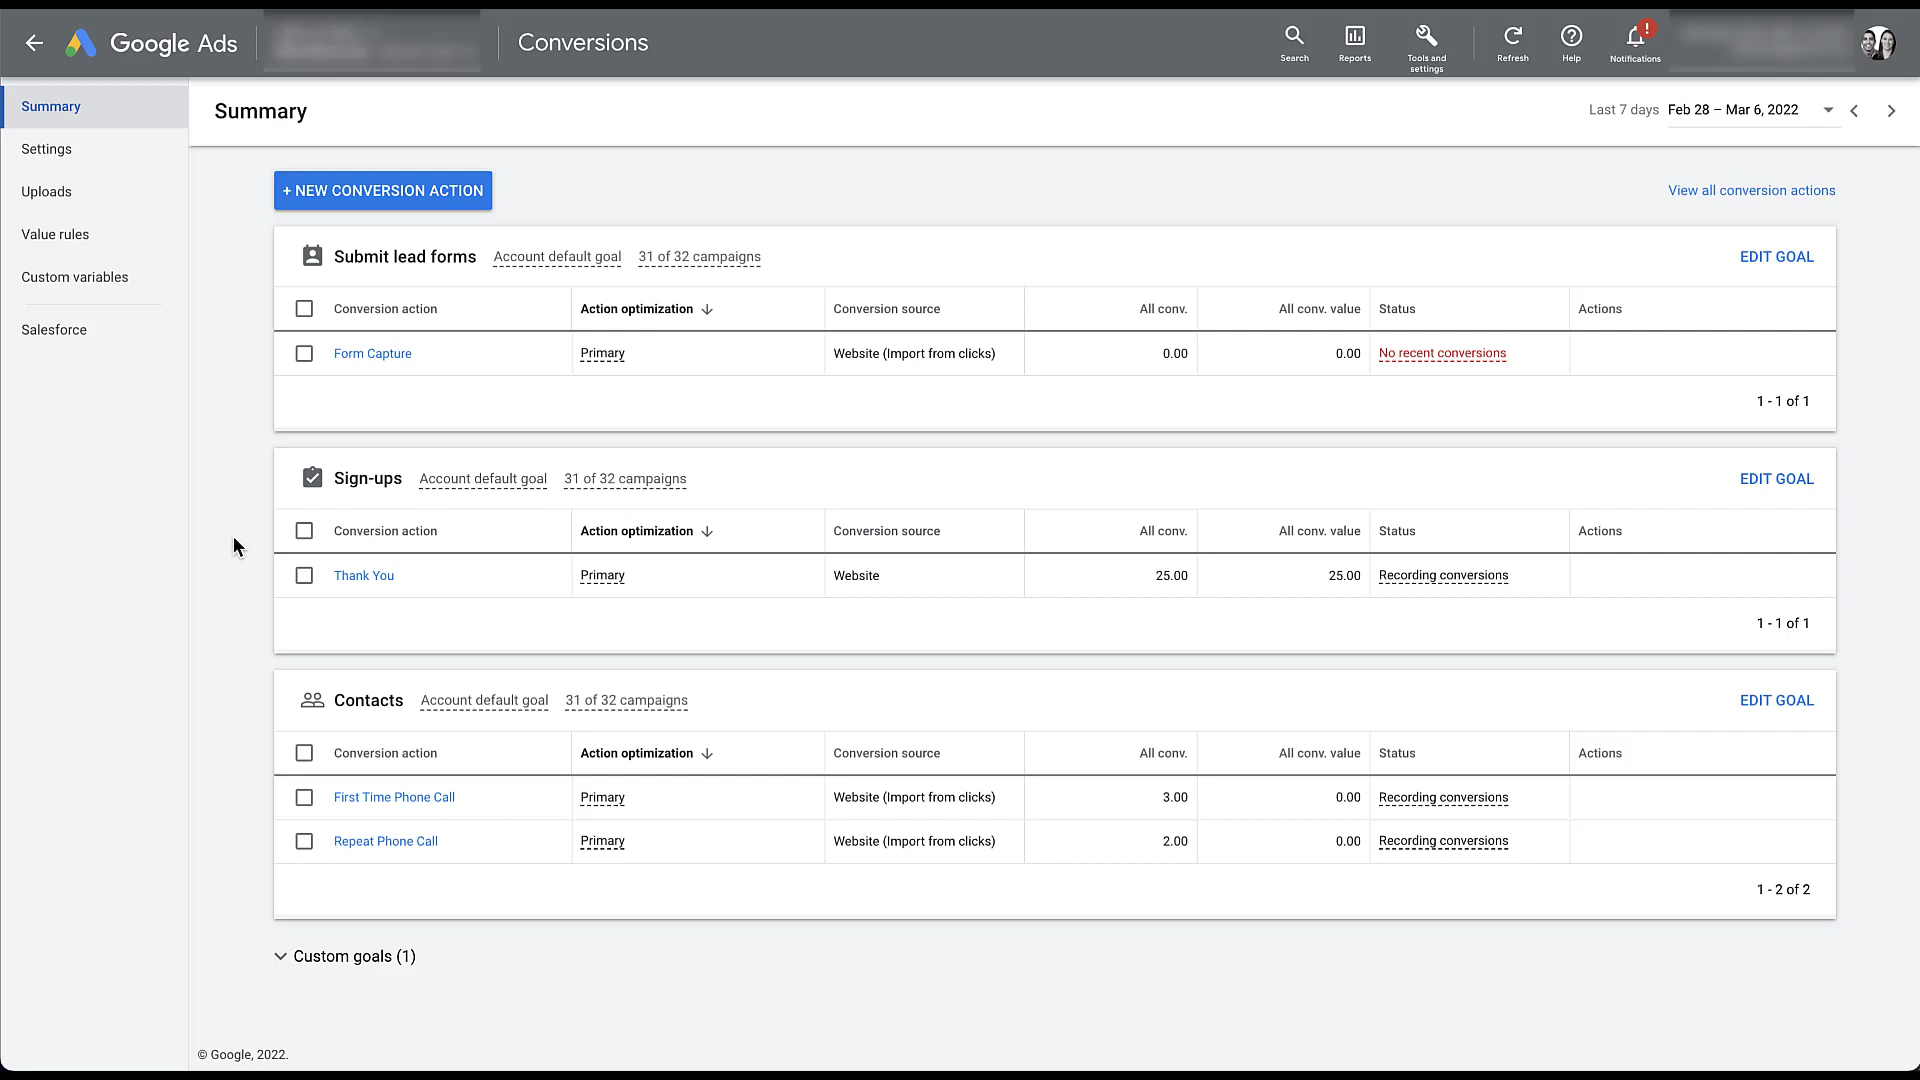 Google Ads
Conversions
Search
Reports
Tools and
settings
Refresh
Help
!
Notifications
Summary
Settings
Uploads
Value rules
Custom variables
Salesforce
Summary
Last 7 days Feb 28 – Mar 6, 2022
+ NEW CONVERSION ACTION
View all conversion actions
Submit lead forms Account default goal 31 of 32 campaigns EDIT GOAL
Conversion action Action optimization Conversion source All conv. All conv. value Status Actions
Form Capture Primary Website (Import from clicks) 0.00 0.00 No recent conversions
1 - 1 of 1
Sign-ups Account default goal 31 of 32 campaigns EDIT GOAL
Conversion action Action optimization Conversion source All conv. All conv. value Status Actions
Thank You Primary Website 25.00 25.00 Recording conversions
1 - 1 of 1
Contacts Account default goal 31 of 32 campaigns EDIT GOAL
Conversion action Action optimization Conversion source All conv. All conv. value Status Actions
First Time Phone Call Primary Website (Import from clicks) 3.00 0.00 Recording conversions
Repeat Phone Call Primary Website (Import from clicks) 2.00 0.00 Recording conversions
1 - 2 of 2
Custom goals (1)
© Google, 2022.